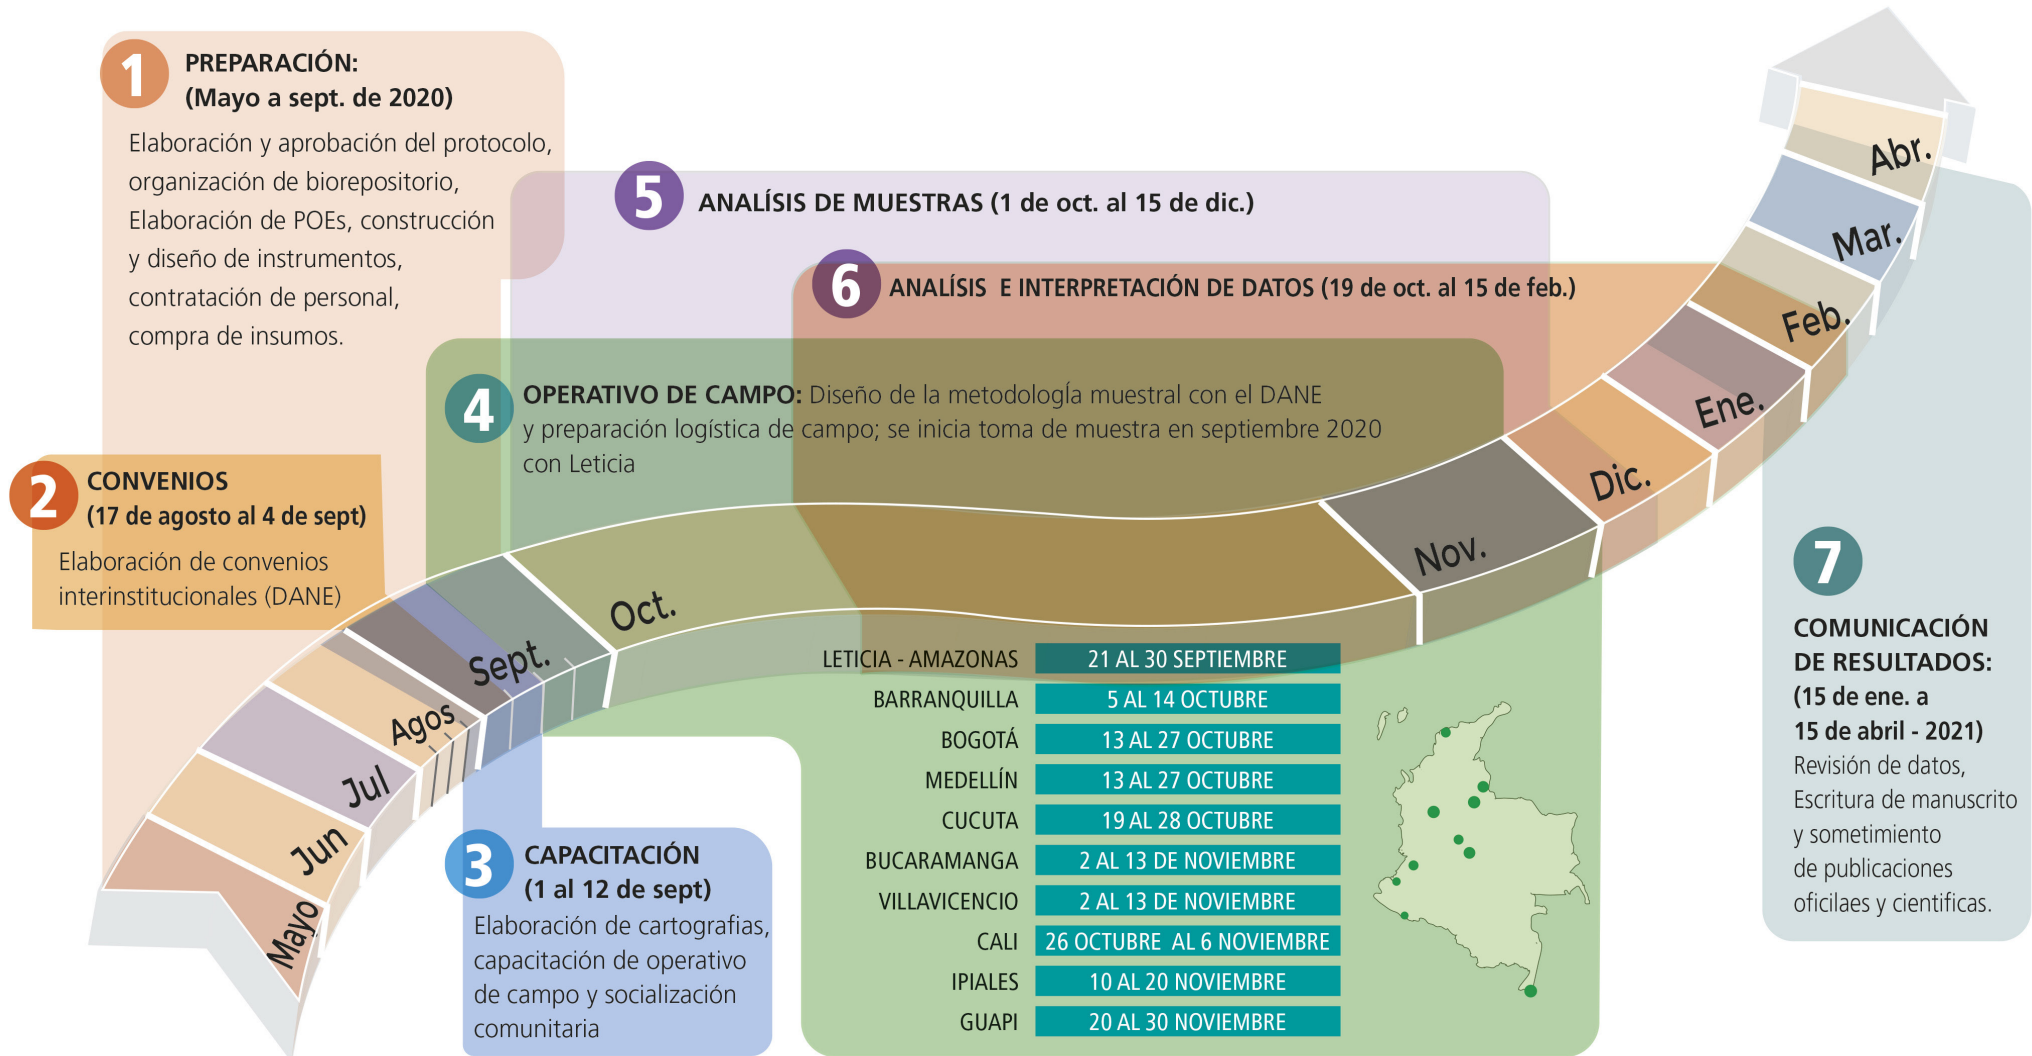 1
PREPARACIÓN:
(Mayo a sept. de 2020)
Elaboración y aprobación del protocolo,
organización de biorepositorio,
Elaboración de POEs, construcción
y diseño de instrumentos,
contratación de personal,
compra de insumos.
2
CONVENIOS
(17 de agosto al 4 de sept)
Elaboración de convenios
interinstitucionales (DANE)
3
CAPACITACIÓN
(1 al 12 de sept)
Elaboración de cartografias,
capacitación de operativo
de campo y socialización
comunitaria
4
OPERATIVO DE CAMPO: Diseño de la metodología muestral con el DANE
y preparación logística de campo; se inicia toma de muestra en septiembre 2020
con Leticia
5
ANALÍSIS DE MUESTRAS (1 de oct. al 15 de dic.)
6
ANALÍSIS E INTERPRETACIÓN DE DATOS (19 de oct. al 15 de feb.)
7
COMUNICACIÓN
DE RESULTADOS:
(15 de ene. a
15 de abril - 2021)
Revisión de datos,
Escritura de manuscrito
y sometimiento
de publicaciones
oficilaes y cientificas.
Mayo
Jun
Jul
Agos
Sept.
Oct.
Nov.
Dic.
Ene.
Feb.
Mar.
Abr.
LETICIA - AMAZONAS 21 AL 30 SEPTIEMBRE
BARRANQUILLA 5 AL 14 OCTUBRE
BOGOTÁ 13 AL 27 OCTUBRE
MEDELLÍN 13 AL 27 OCTUBRE
CUCUTA 19 AL 28 OCTUBRE
BUCARAMANGA 2 AL 13 DE NOVIEMBRE
VILLAVICENCIO 2 AL 13 DE NOVIEMBRE
CALI 26 OCTUBRE AL 6 NOVIEMBRE
IPIALES 10 AL 20 NOVIEMBRE
GUAPI 20 AL 30 NOVIEMBRE